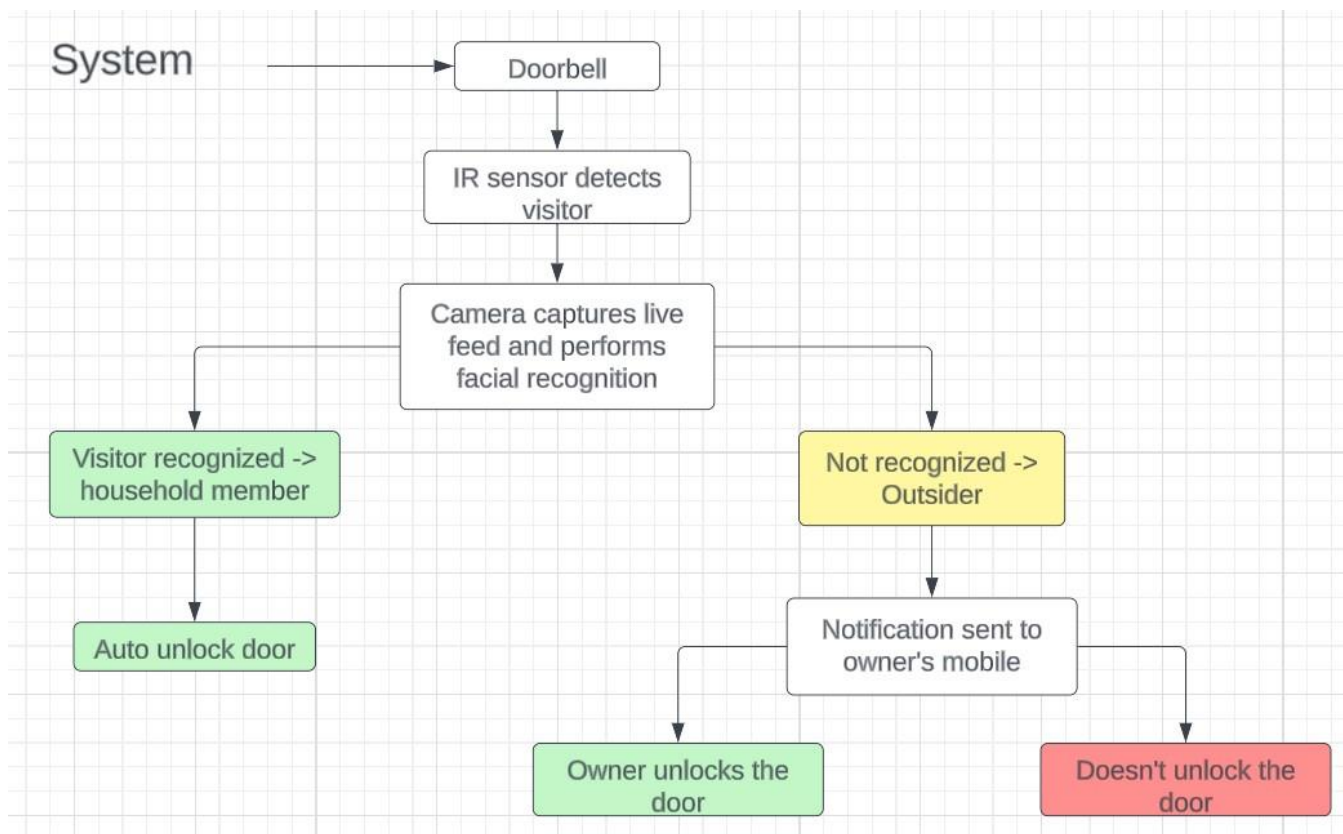 System
Doorbell
IR sensor detects
visitor
Camera captures live
feed and performs
facial recognition
Visitor recognized ->
household member
Not recognized ->
Outsider
Auto unlock door
Notification sent to
owner's mobile
Owner unlocks the
door
Doesn't unlock the
door